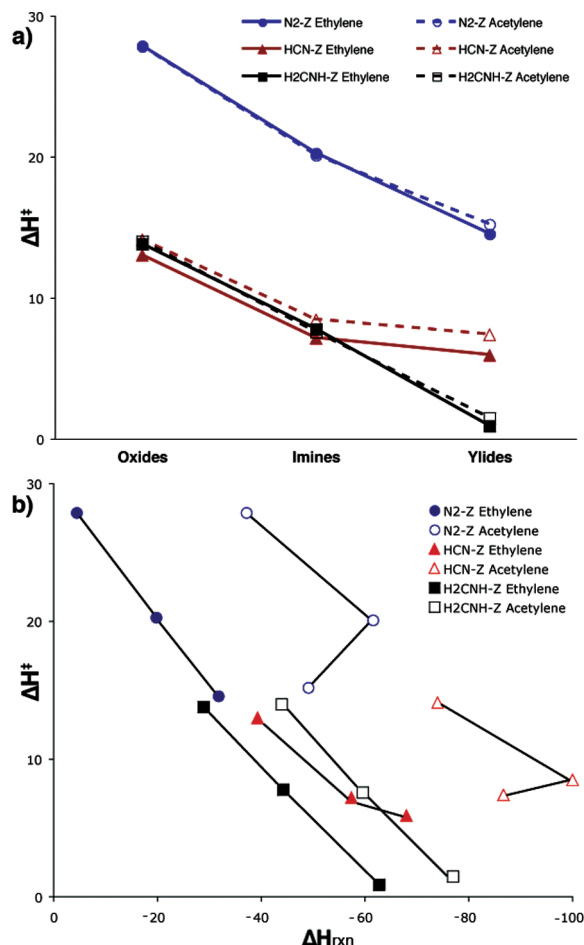 a)
30
20
10
0
ΔH‡
N2-Z Ethylene
N2-Z Acetylene
HCN-Z Ethylene
HCN-Z Acetylene
H2CNH-Z Ethylene
H2CNH-Z Acetylene
Oxides Imines Ylides
b)
30
20
10
0
ΔH‡
N2-Z Ethylene
N2-Z Acetylene
HCN-Z Ethylene
HCN-Z Acetylene
H2CNH-Z Ethylene
H2CNH-Z Acetylene
0 -20 -40 -60 -80 -100
ΔHrxn